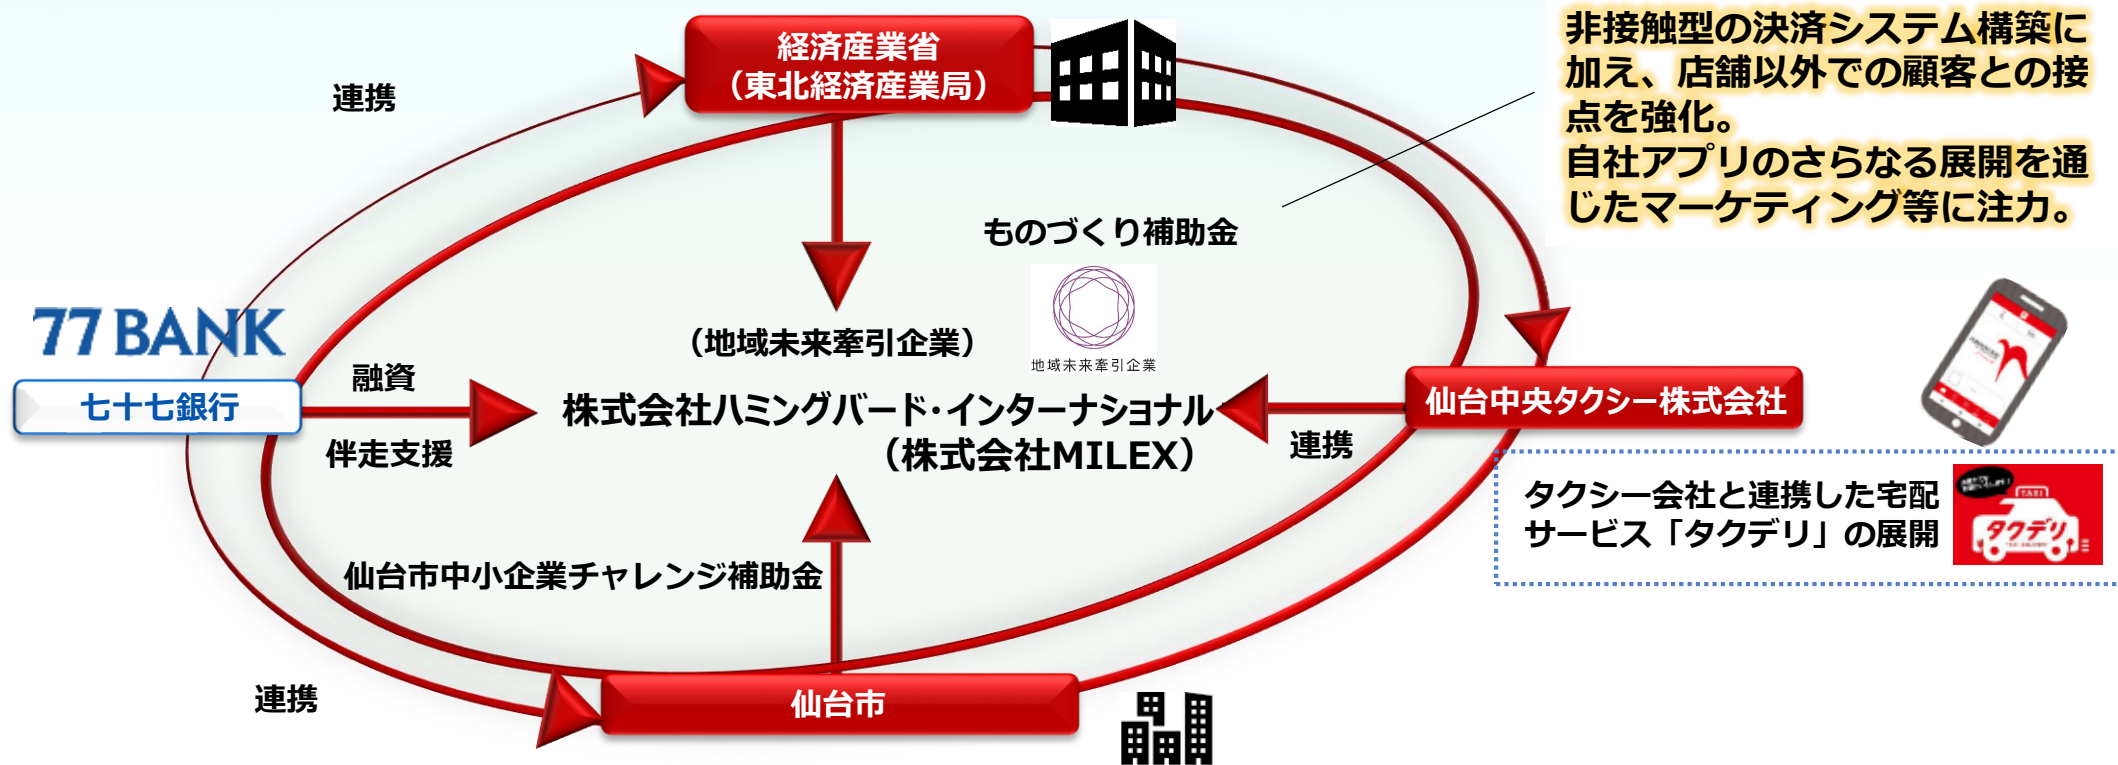 経済産業省
（東北経済産業局）
非接触型の決済システム構築に
加え、店舗以外での顧客との接
点を強化。
自社アプリのさらなる展開を通
じたマーケティング等に注力。
連携
ものづくり補助金
77 BANK
七十七銀行
（地域未来牽引企業）
地域未来牽引企業
融資
伴走支援
株式会社ハミングバード・インターナショナル
（株式会社MILEX）
仙台中央タクシー株式会社
連携
タクシー会社と連携した宅配
サービス「タクデリ」の展開
TAXI
タクデリ
仙台市中小企業チャレンジ補助金
連携
仙台市